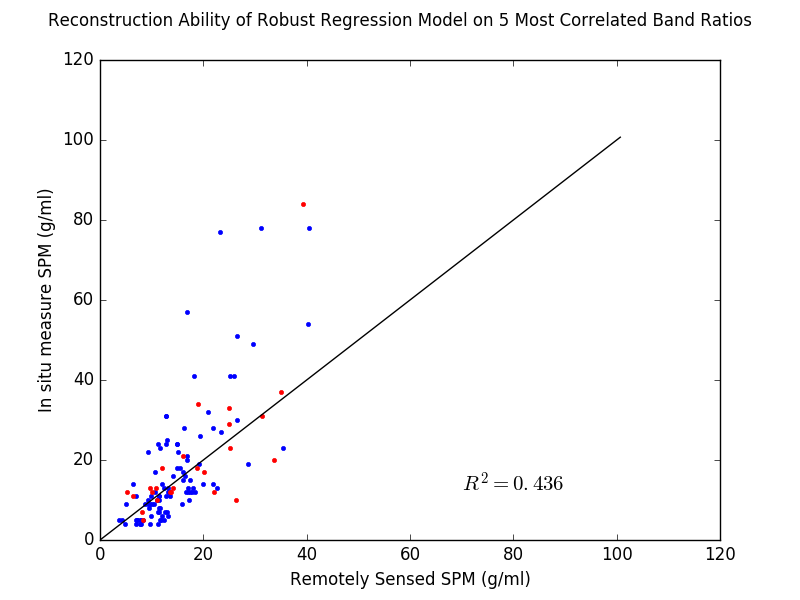 Reconstruction Ability of Robust Regression Model on 5 Most Correlated Band Ratios
120
100
80
60
40
20
0
In situ measure SPM (g/ml)
R² = 0.436
0 20 40 60 80 100 120
Remotely Sensed SPM (g/ml)